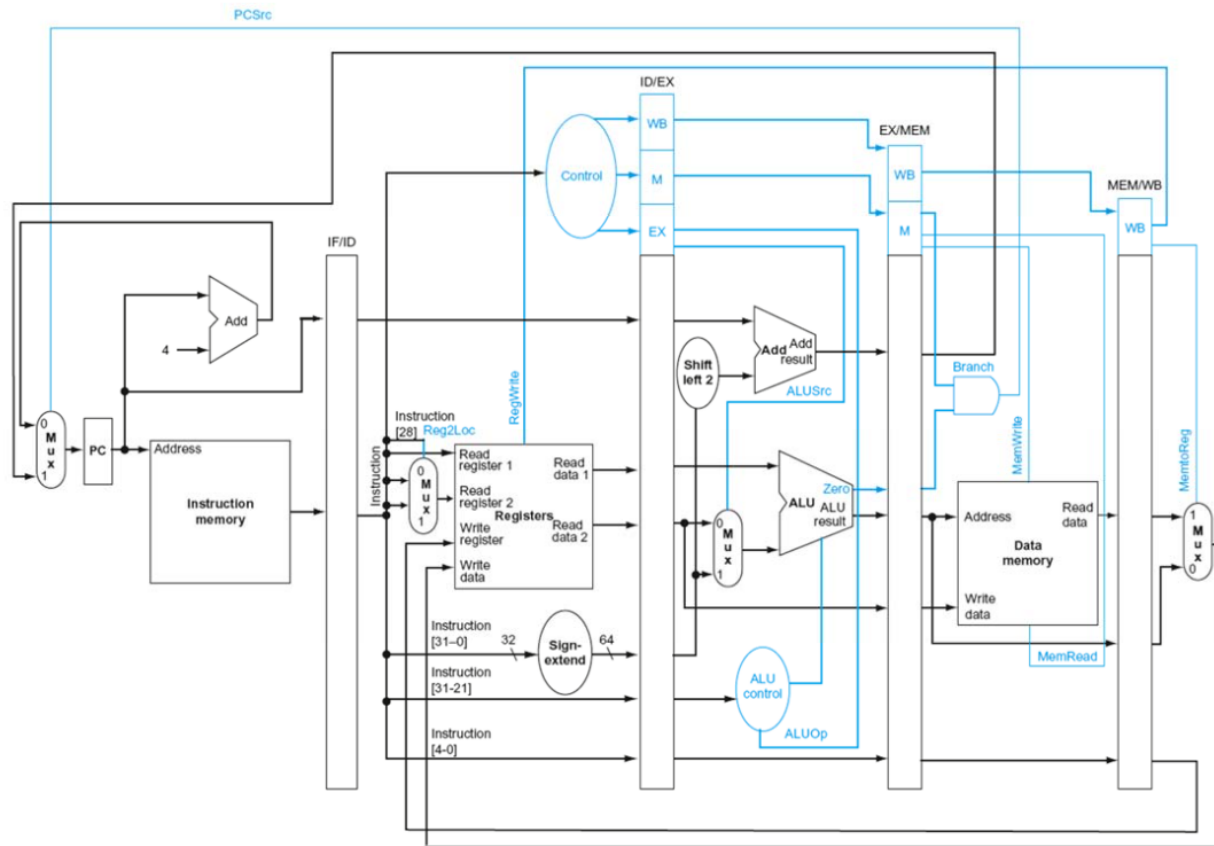 PCSrc
ID/EX
WB
EX/MEM
Control
M
WB
MEM/WB
IF/ID
EX
M
WB
Add
4
Shift
left 2
Add
Add
result
Branch
ALUSrc
RegWrite
MemWrite
MemtoReg
Instruction
[28]
Reg2Loc
0
M
u
x
1
PC
Address
Instruction
memory
Instruction
Read
register 1
Read
data 1
0
M
u
x
1
Read
register 2
Registers
Write
register
Read
data 2
Write
data
0
M
u
x
1
Zero
ALU
ALU
result
Address
Read
data
Data
memory
Write
data
1
M
u
x
0
Instruction
[31–0]
32
Sign-
extend
64
Instruction
[31-21]
ALU
control
MemRead
Instruction
[4-0]
ALUOp